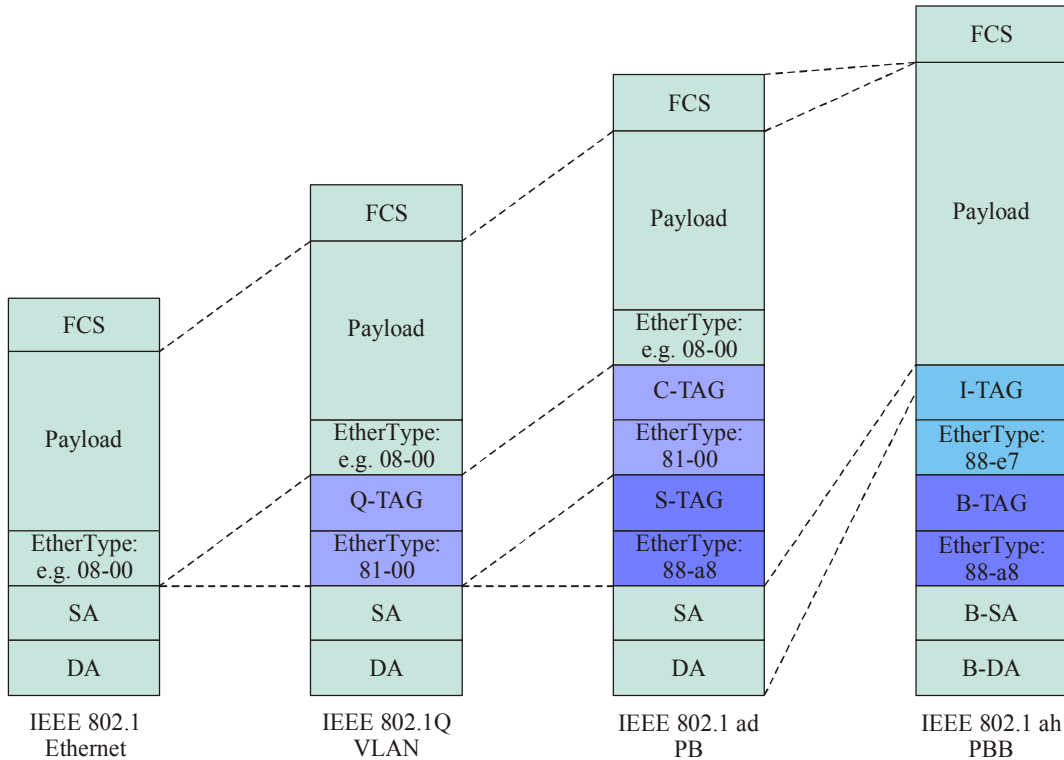 FCS
Payload
EtherType:
e.g. 08-00
SA
DA
IEEE 802.1
Ethernet
FCS
Payload
EtherType:
e.g. 08-00
Q-TAG
EtherType:
81-00
SA
DA
IEEE 802.1Q
VLAN
FCS
Payload
EtherType:
e.g. 08-00
C-TAG
EtherType:
81-00
S-TAG
EtherType:
88-a8
SA
DA
IEEE 802.1 ad
PB
FCS
Payload
I-TAG
EtherType:
88-e7
B-TAG
EtherType:
88-a8
B-SA
B-DA
IEEE 802.1 ah
PBB